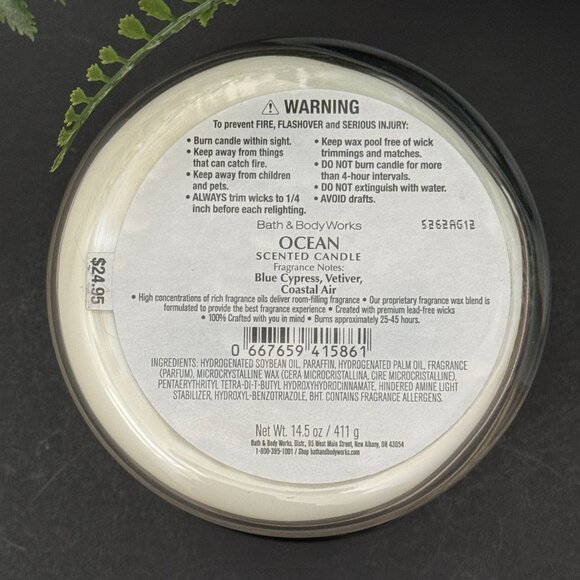 ⚠ WARNING
To prevent FIRE, FLASHOVER and SERIOUS INJURY:
• Burn candle within sight.
• Keep away from things
that can catch fire.
• Keep away from children
and pets.
• ALWAYS trim wicks to 1/4
inch before each relighting.
• Keep wax pool free of wick
trimmings and matches.
• DO NOT burn candle for more
than 4-hour intervals.
• DO NOT extinguish with water.
• AVOID drafts.
Bath & Body Works
5262AG12
OCEAN
SCENTED CANDLE
Fragrance Notes:
Blue Cypress, Vetiver,
Coastal Air
• High concentrations of rich fragrance oils deliver room-filling fragrance • Our proprietary fragrance wax blend is
formulated to provide the best fragrance experience • Created with premium lead-free wicks
• 100% Crafted with you in mind • Burns approximately 25-45 hours.
$24.95
0 667659 415861
INGREDIENTS: HYDROGENATED SOYBEAN OIL, PARAFFIN, HYDROGENATED PALM OIL, FRAGRANCE
(PARFUM), MICROCRYSTALLINE WAX (CERA MICROCRISTALLINA, CIRE MICROCRISTALLINE),
PENTAERYTHRITYL TETRA-DI-T-BUTYL HYDROXYHYDROCINNAMATE, HINDERED AMINE LIGHT
STABILIZER, HYDROXYL-BENZOTRIAZOLE, BHT. CONTAINS FRAGRANCE ALLERGENS.
Net Wt. 14.5 oz / 411 g
Bath & Body Works, Distr., 95 West Main Street, New Albany, OH 43054
1-800-395-1001 / Shop bathandbodyworks.com